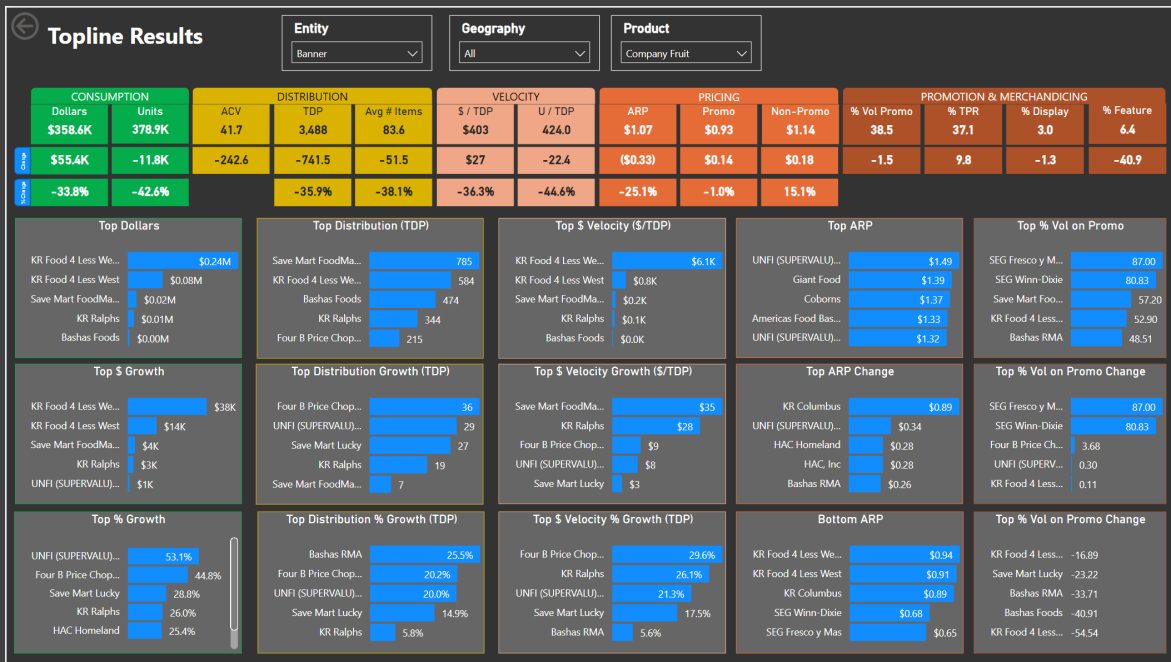 Topline Results
Entity
Banner
Geography
All
Product
Company Fruit
CONSUMPTION
Dollars Units
$358.6K 378.9K
Change $55.4K -11.8K
% Change -33.8% -42.6%
DISTRIBUTION
ACV TDP Avg # Items
41.7 3,488 83.6
-242.6 -741.5 -51.5
-35.9% -38.1%
VELOCITY
$ / TDP U / TDP
$403 424.0
$27 -22.4
-36.3% -44.6%
PRICING
ARP Promo Non-Promo
$1.07 $0.93 $1.14
($0.33) $0.14 $0.18
-25.1% -1.0% 15.1%
PROMOTION & MERCHANDICING
% Vol Promo % TPR % Display % Feature
38.5 37.1 3.0 6.4
-1.5 9.8 -1.3 -40.9
Top Dollars
KR Food 4 Less We... $0.24M
KR Food 4 Less West $0.08M
Save Mart FoodMa... $0.02M
KR Ralphs $0.01M
Bashas Foods $0.00M
Top Distribution (TDP)
Save Mart FoodMa... 785
KR Food 4 Less We... 584
Bashas Foods 474
KR Ralphs 344
Four B Price Chop... 215
Top $ Velocity ($/TDP)
KR Food 4 Less We... $6.1K
KR Food 4 Less West $0.8K
Save Mart FoodMa... $0.2K
KR Ralphs $0.1K
Bashas Foods $0.0K
Top ARP
UNFI (SUPERVALU)... $1.49
Giant Food $1.39
Coborns $1.37
Americas Food Bas... $1.33
UNFI (SUPERVALU)... $1.32
Top % Vol on Promo
SEG Fresco y M... 87.00
SEG Winn-Dixie 80.83
Save Mart Foo... 57.20
KR Food 4 Less... 52.90
Bashas RMA 48.51
Top $ Growth
KR Food 4 Less We... $38K
KR Food 4 Less West $14K
Save Mart FoodMa... $4K
KR Ralphs $3K
UNFI (SUPERVALU)... $1K
Top Distribution Growth (TDP)
Four B Price Chop... 36
UNFI (SUPERVALU)... 29
Save Mart Lucky 27
KR Ralphs 19
Save Mart FoodMa... 7
Top $ Velocity Growth ($/TDP)
Save Mart FoodMa... $35
KR Ralphs $28
Four B Price Chop... $9
UNFI (SUPERVALU)... $8
Save Mart Lucky $3
Top ARP Change
KR Columbus $0.89
UNFI (SUPERVALU)... $0.34
HAC Homeland $0.28
HAC, Inc $0.28
Bashas RMA $0.26
Top % Vol on Promo Change
SEG Fresco y M... 87.00
SEG Winn-Dixie 80.83
Four B Price Ch... 3.68
UNFI (SUPERV... 0.30
KR Food 4 Less... 0.11
Top % Growth
UNFI (SUPERVALU)... 53.1%
Four B Price Chop... 44.8%
Save Mart Lucky 28.8%
KR Ralphs 26.0%
HAC Homeland 25.4%
Top Distribution % Growth (TDP)
Bashas RMA 25.5%
Four B Price Chop... 20.2%
UNFI (SUPERVALU)... 20.0%
Save Mart Lucky 14.9%
KR Ralphs 5.8%
Top $ Velocity % Growth (TDP)
Four B Price Chop... 29.6%
KR Ralphs 26.1%
UNFI (SUPERVALU)... 21.3%
Save Mart Lucky 17.5%
Bashas RMA 5.6%
Bottom ARP
KR Food 4 Less We... $0.94
KR Food 4 Less West $0.91
KR Columbus $0.89
SEG Winn-Dixie $0.68
SEG Fresco y Mas $0.65
Top % Vol on Promo Change
KR Food 4 Less... -16.89
Save Mart Lucky -23.22
Bashas RMA -33.71
Bashas Foods -40.91
KR Food 4 Less... -54.54